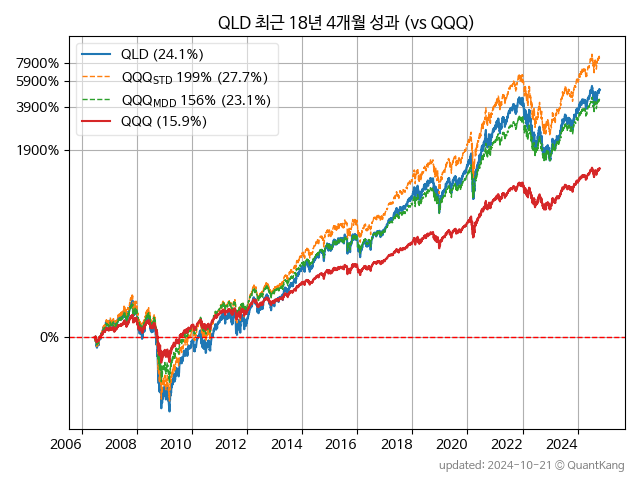 QLD 최근 18년 4개월 성과 (vs QQQ)
QLD (24.1%)
QQQSTD 199% (27.7%)
QQQMDD 156% (23.1%)
QQQ (15.9%)
7900%
5900%
3900%
1900%
0%
2006 2008 2010 2012 2014 2016 2018 2020 2022 2024
updated: 2024-10-21 © QuantKang